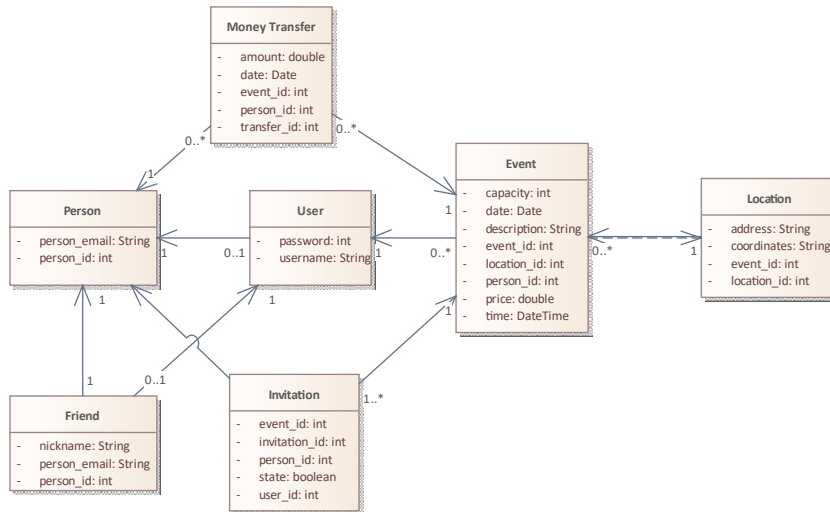 Money Transfer
- amount: double
- date: Date
- event_id: int
- person_id: int
- transfer_id: int
0..*
0..*
1
1
Event
- capacity: int
- date: Date
- description: String
- event_id: int
- location_id: int
- person_id: int
- price: double
- time: DateTime
Person
- person_email: String
- person_id: int
User
- password: int
- username: String
Location
- address: String
- coordinates: String
- event_id: int
- location_id: int
1
0..1
1
0..*
0..*
1
1
1
1
1
0..1
1..*
Friend
- nickname: String
- person_email: String
- person_id: int
Invitation
- event_id: int
- invitation_id: int
- person_id: int
- state: boolean
- user_id: int